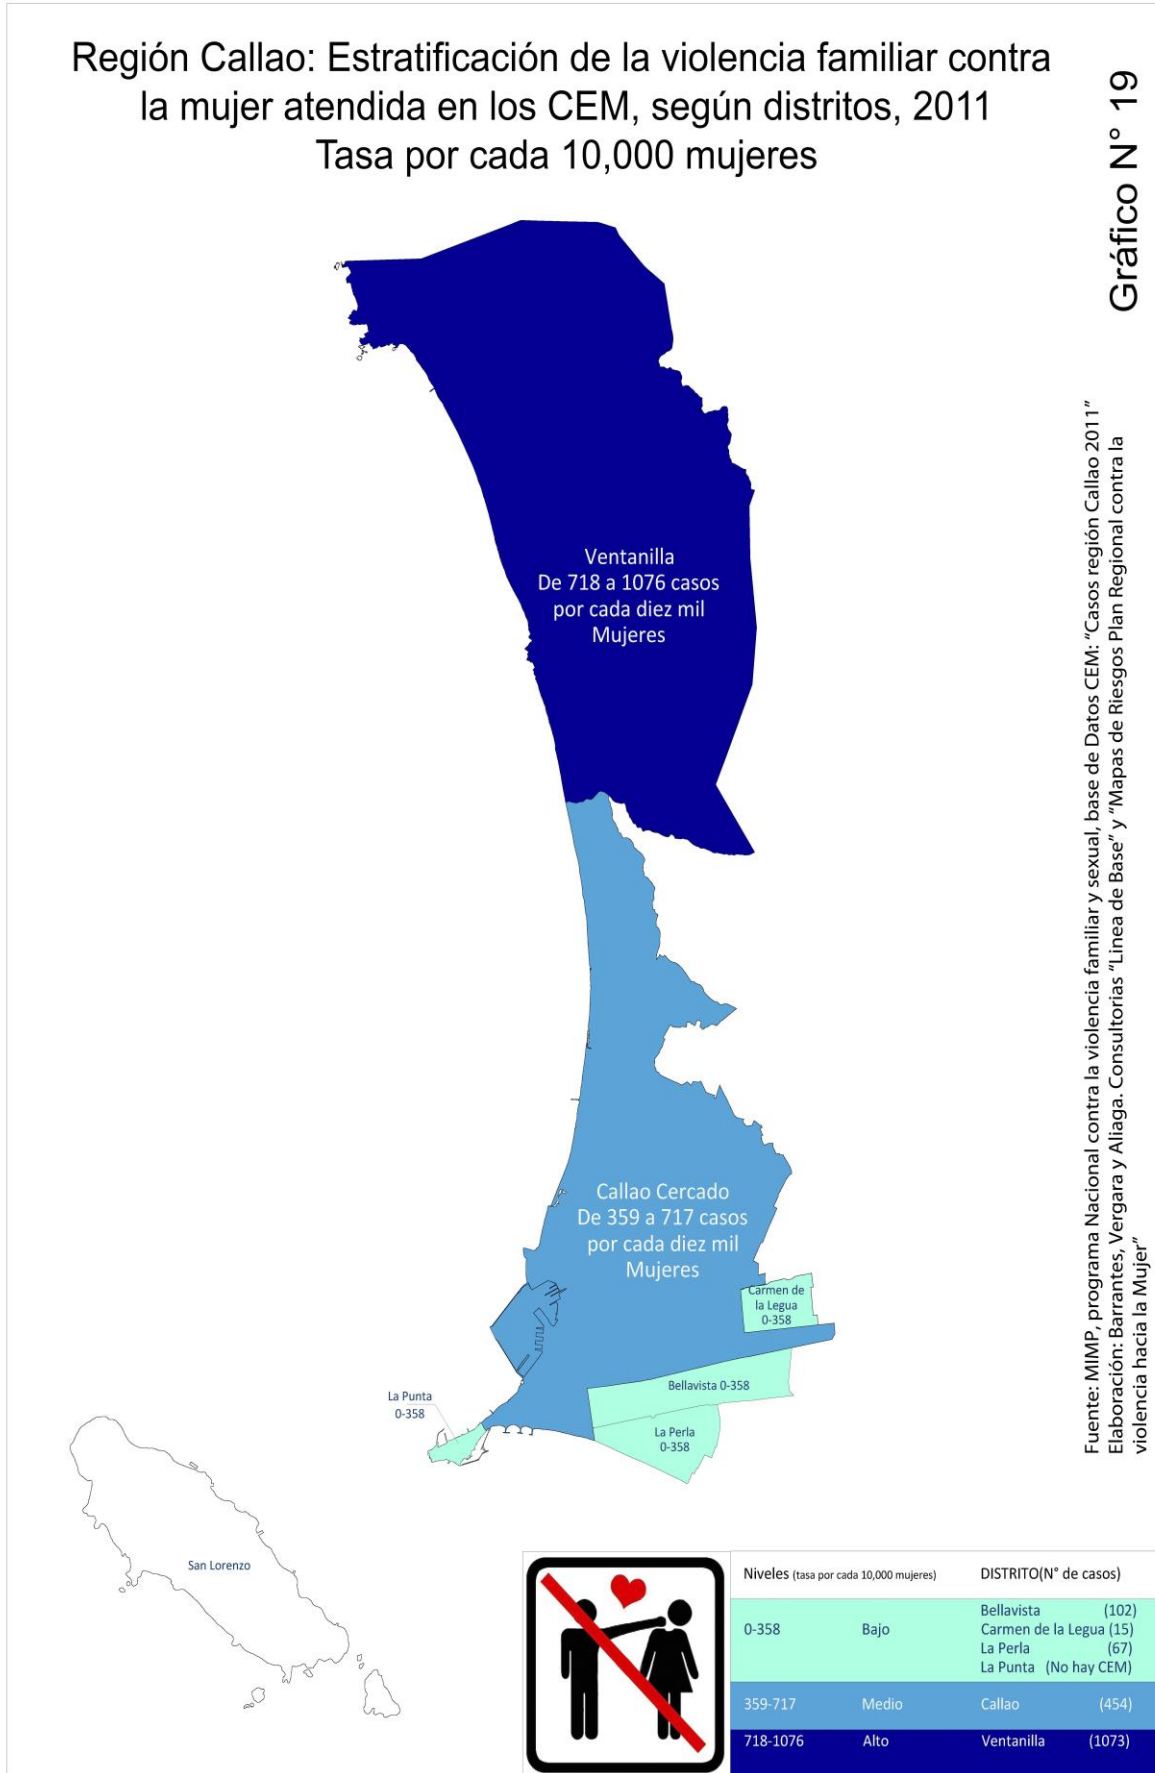 Región Callao: Estratificación de la violencia familiar contra
la mujer atendida en los CEM, según distritos, 2011
Tasa por cada 10,000 mujeres
Gráfico N° 19
Ventanilla
De 718 a 1076 casos
por cada diez mil
Mujeres
Callao Cercado
De 359 a 717 casos
por cada diez mil
Mujeres
Carmen de
la Legua
0-358
Bellavista 0-358
La Perla
0-358
La Punta
0-358
San Lorenzo
Fuente: MIMP, programa Nacional contra la violencia familiar y sexual, base de Datos CEM: "Casos región Callao 2011"
Elaboración: Barrantes, Vergara y Aliaga. Consultorias "Linea de Base" y "Mapas de Riesgos Plan Regional contra la
violencia hacia la Mujer"
Niveles (tasa por cada 10,000 mujeres) DISTRITO(N° de casos)
0-358 Bajo
Bellavista (102)
Carmen de la Legua (15)
La Perla (67)
La Punta (No hay CEM)
359-717 Medio Callao (454)
718-1076 Alto Ventanilla (1073)